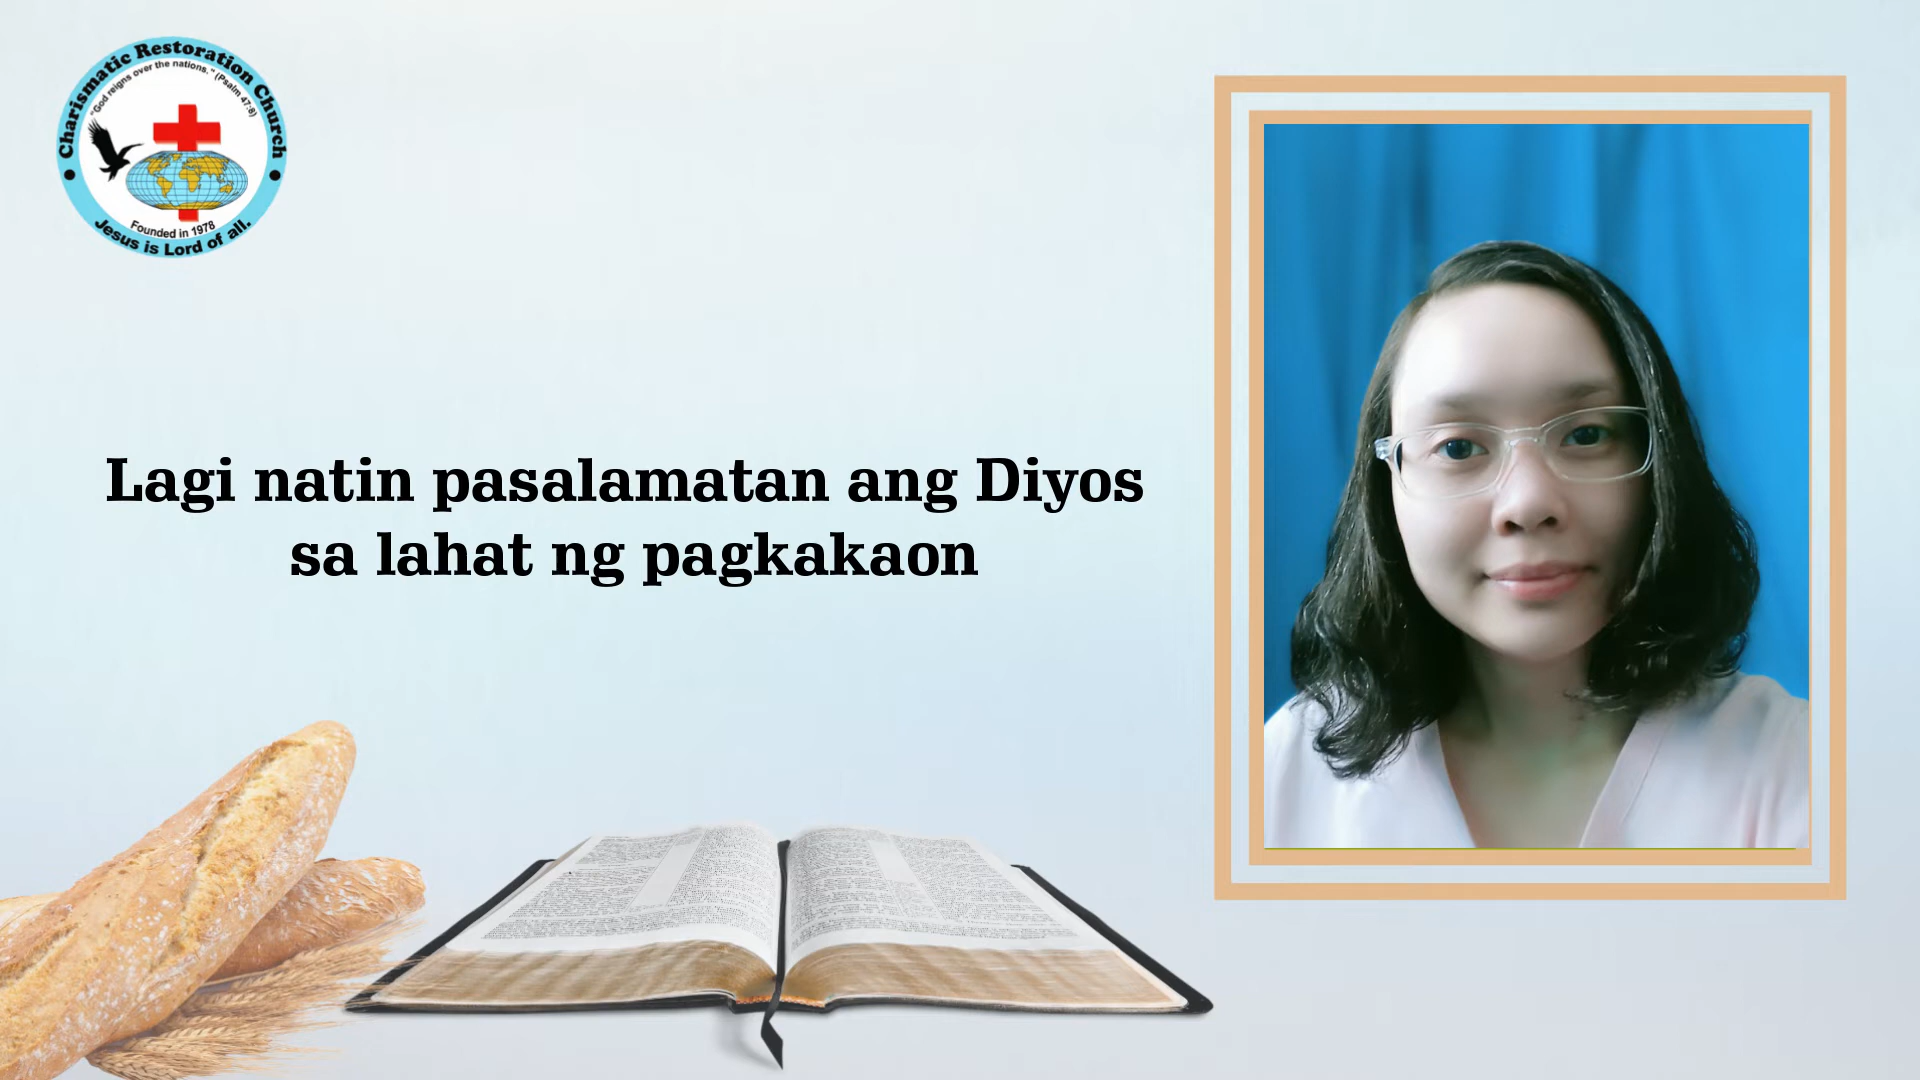 Charismatic Restoration Church
"God reigns over the nations." (Psalm 47:8)
Founded in 1978
Jesus is Lord of all.
Lagi natin pasalamatan ang Diyos
sa lahat ng pagkakaon